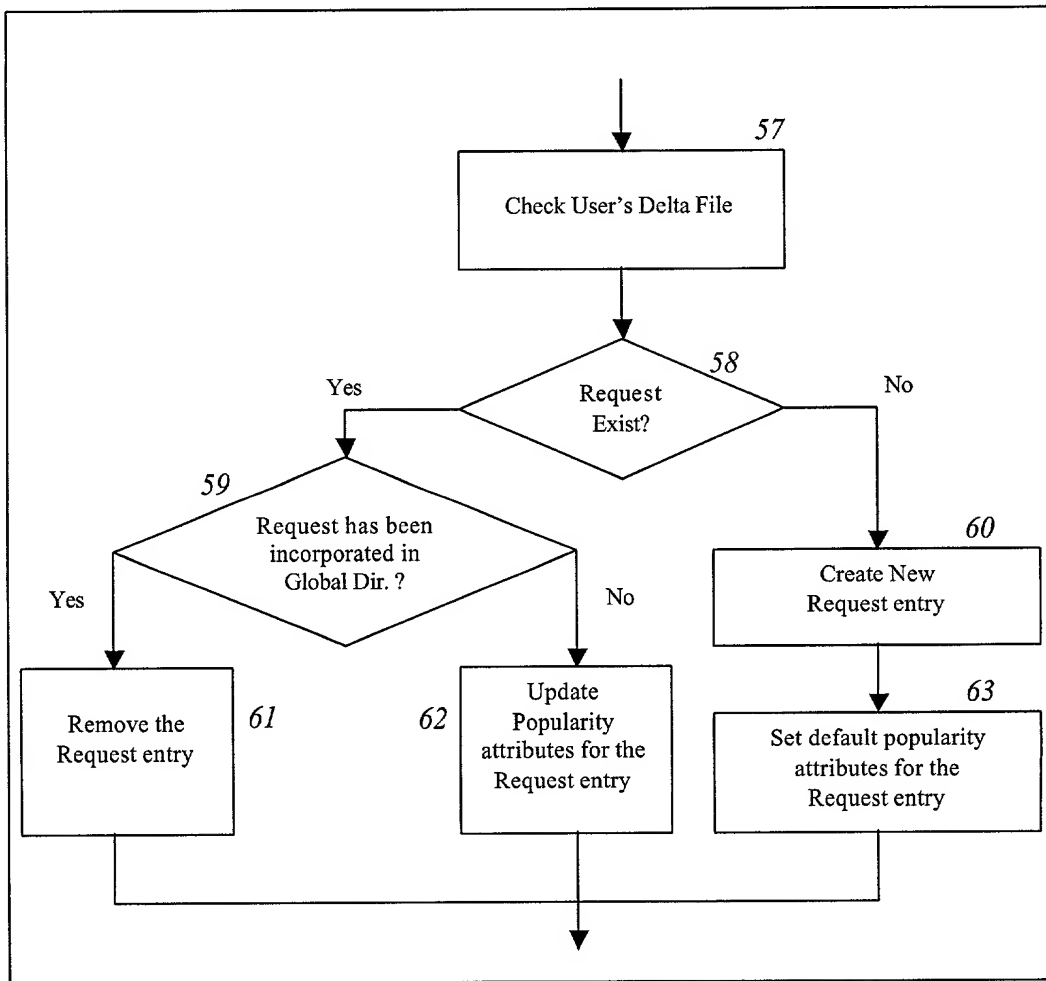 57
Check User's Delta File
58
Yes
No
Request
Exist?
59
Request has been
incorporated in
Global Dir. ?
Yes
No
60
Create New
Request entry
61
Remove the
Request entry
62
Update
Popularity
attributes for the
Request entry
63
Set default popularity
attributes for the
Request entry